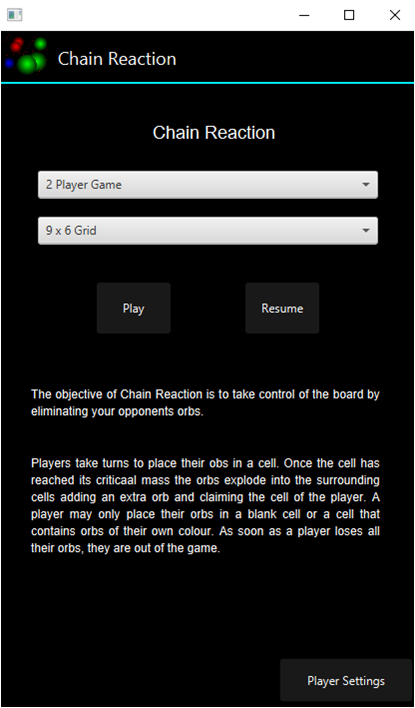 Chain Reaction
Chain Reaction
2 Player Game
9 x 6 Grid
Play
Resume
The objective of Chain Reaction is to take control of the board by
eliminating your opponents orbs.
Players take turns to place their obs in a cell. Once the cell has
reached its criticaal mass the orbs explode into the surrounding
cells adding an extra orb and claiming the cell of the player. A
player may only place their orbs in a blank cell or a cell that
contains orbs of their own colour. As soon as a player loses all
their orbs, they are out of the game.
Player Settings